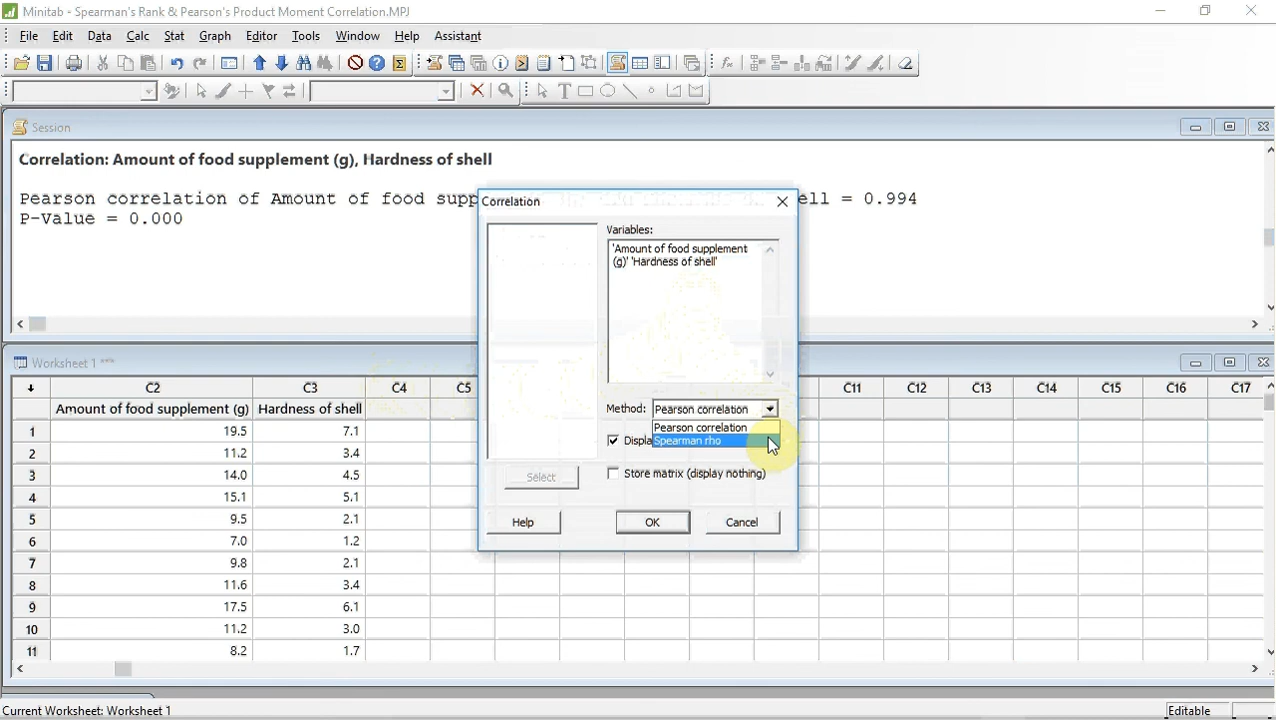 Minitab - Spearman's Rank & Pearson's Product Moment Correlation.MPJ
File Edit Data Calc Stat Graph Editor Tools Window Help Assistant
Session
Correlation: Amount of food supplement (g), Hardness of shell
Pearson correlation of Amount of food supp ell = 0.994
P-Value = 0.000
Correlation
Variables:
'Amount of food supplement
(g)' 'Hardness of shell'
Method: Pearson correlation
Pearson correlation
Displa Spearman rho
Select
Store matrix (display nothing)
Help OK Cancel
Worksheet 1 ***
C2 C3 C4 C5 C11 C12 C13 C14 C15 C16 C17
Amount of food supplement (g) Hardness of shell
1 19.5 7.1
2 11.2 3.4
3 14.0 4.5
4 15.1 5.1
5 9.5 2.1
6 7.0 1.2
7 9.8 2.1
8 11.6 3.4
9 17.5 6.1
10 11.2 3.0
11 8.2 1.7
Current Worksheet: Worksheet 1 Editable